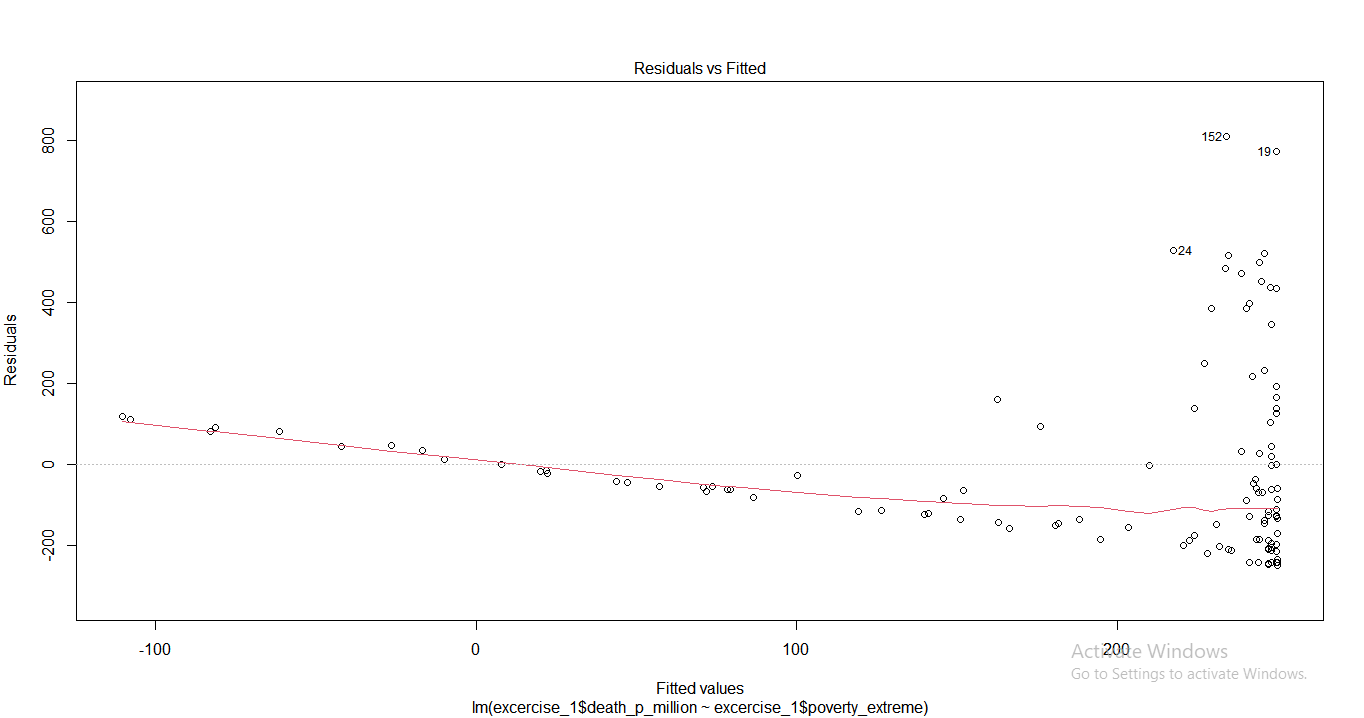 Residuals vs Fitted
Residuals
800
600
400
200
0
-200
152
19
24
-100
0
100
200
Fitted values
lm(excercise_1$death_p_million ~ excercise_1$poverty_extreme)
Activate Windows
Go to Settings to activate Windows.